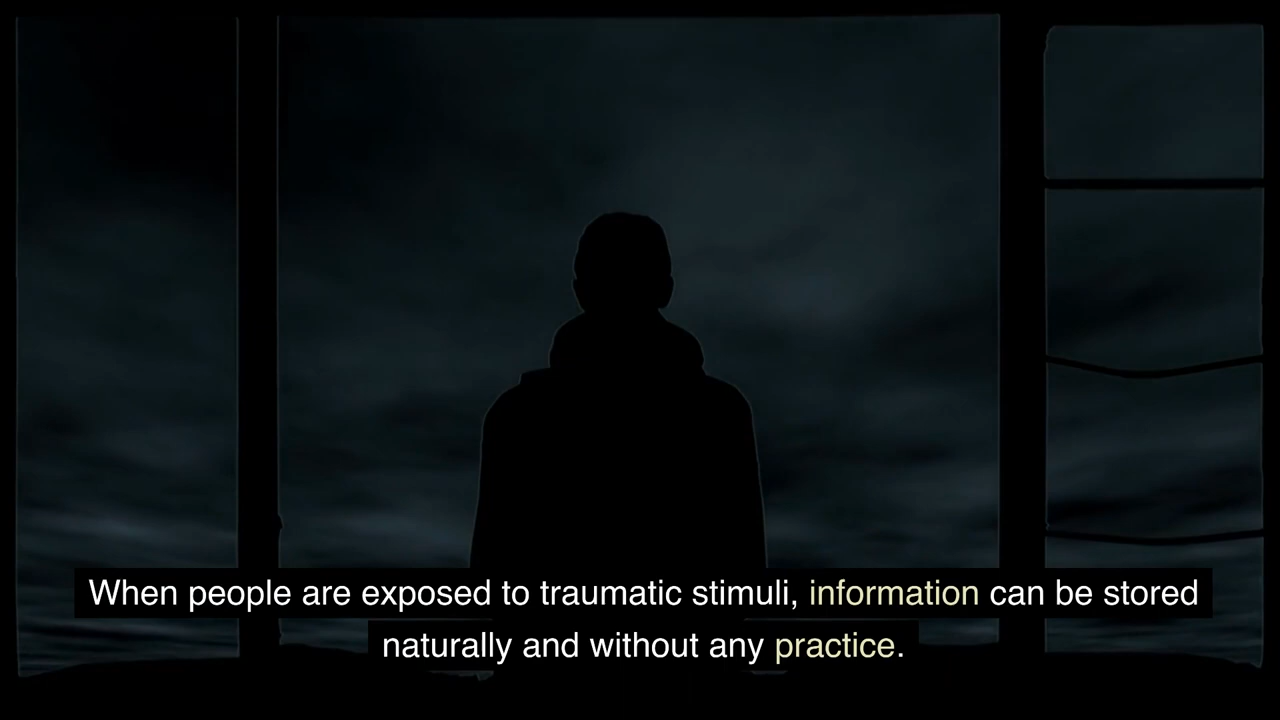 When people are exposed to traumatic stimuli, information can be stored
naturally and without any practice.